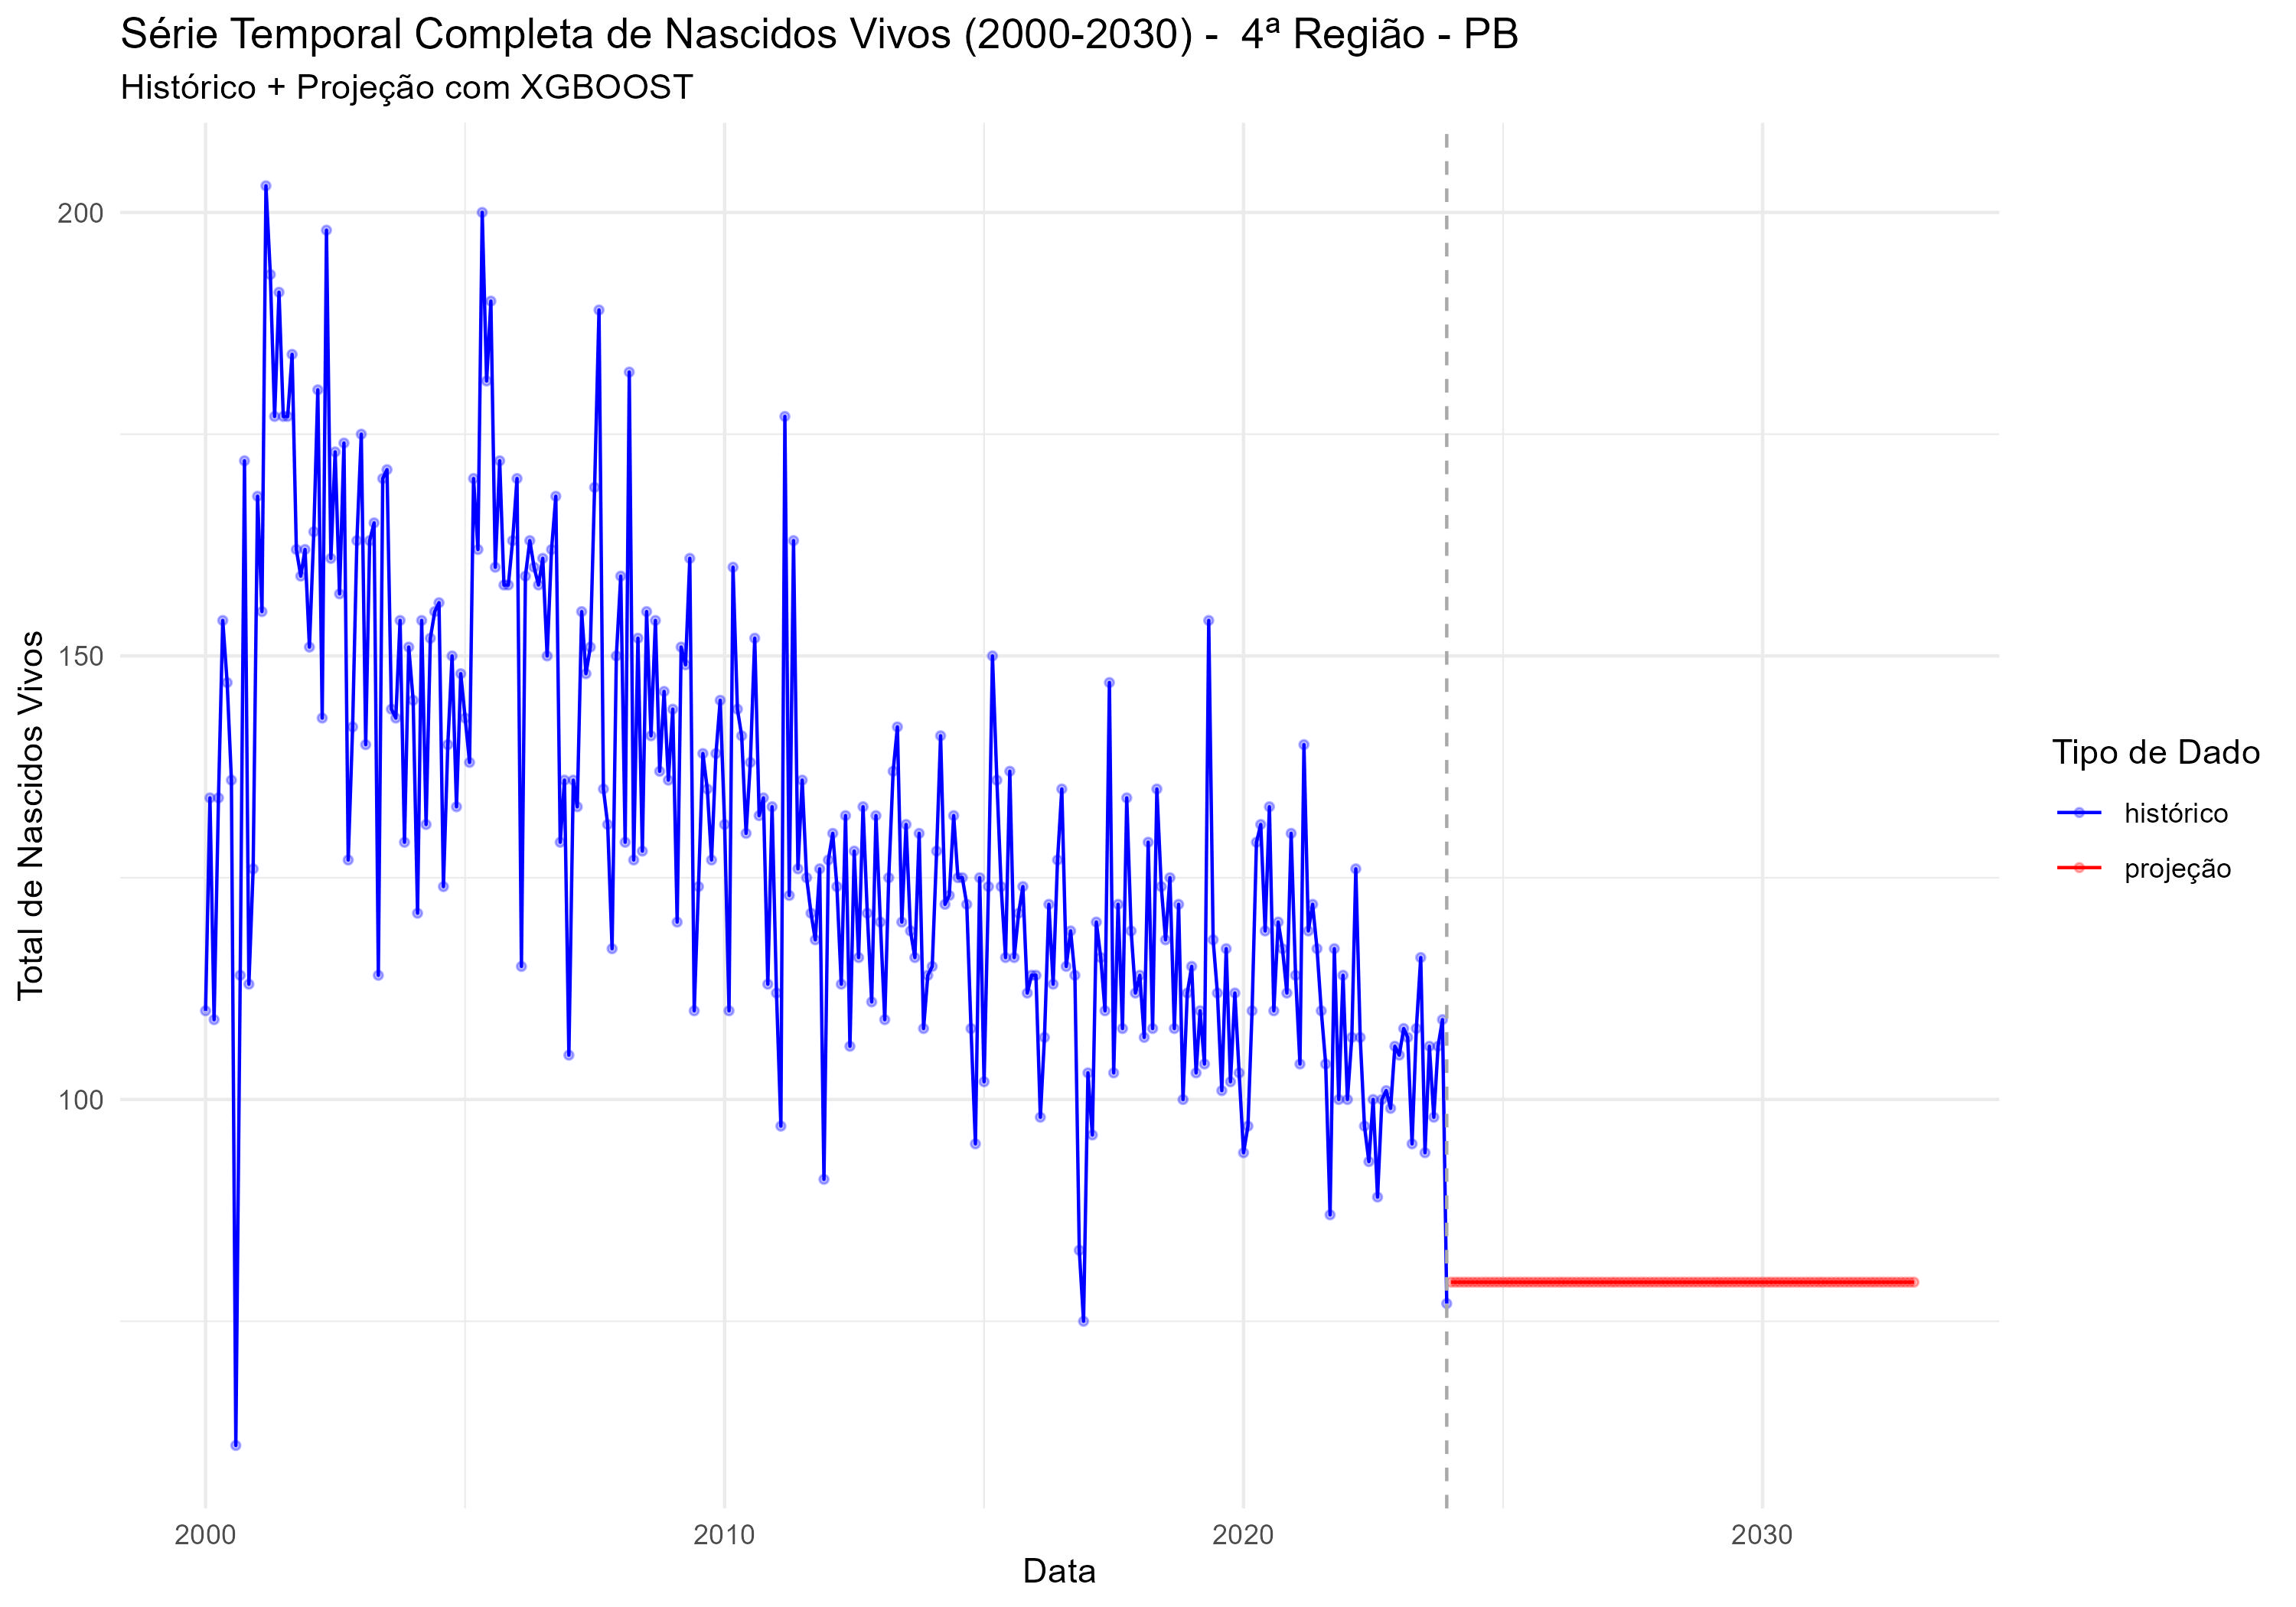 Série Temporal Completa de Nascidos Vivos (2000-2030) -  4ª Região - PB
Histórico + Projeção com XGBOOST
Total de Nascidos Vivos
200
150
100
2000
2010
2020
2030
Data
Tipo de Dado
histórico
projeção